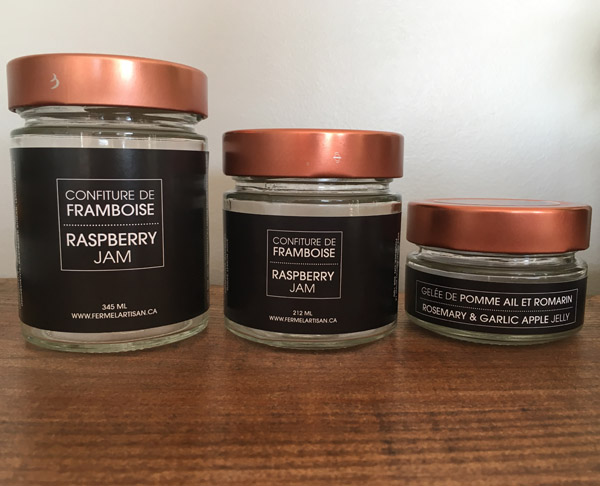 CONFITURE DE
FRAMBOISE
RASPBERRY
JAM
345 ML
WWW.FERMELARTISAN.CA
CONFITURE DE
FRAMBOISE
RASPBERRY
JAM
212 ML
WWW.FERMELARTISAN.CA
GELÉE DE POMME AIL ET ROMARIN
ROSEMARY & GARLIC APPLE JELLY